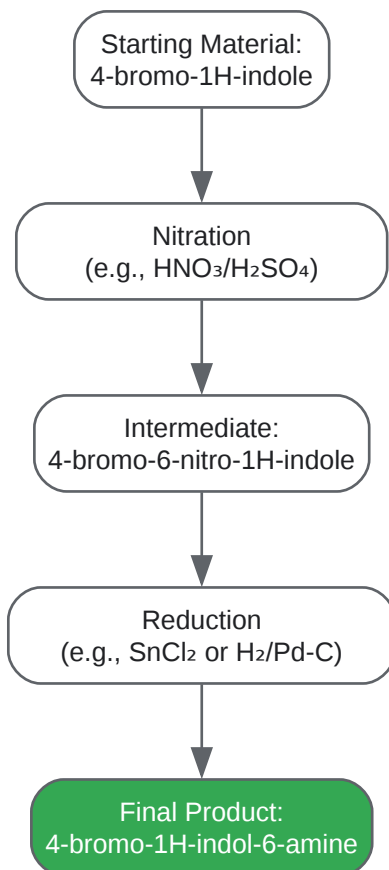 Starting Material:
4-bromo-1H-indole
Nitration
(e.g., HNO₃/H₂SO₄)
Intermediate:
4-bromo-6-nitro-1H-indole
Reduction
(e.g., SnCl₂ or H₂/Pd-C)
Final Product:
4-bromo-1H-indol-6-amine